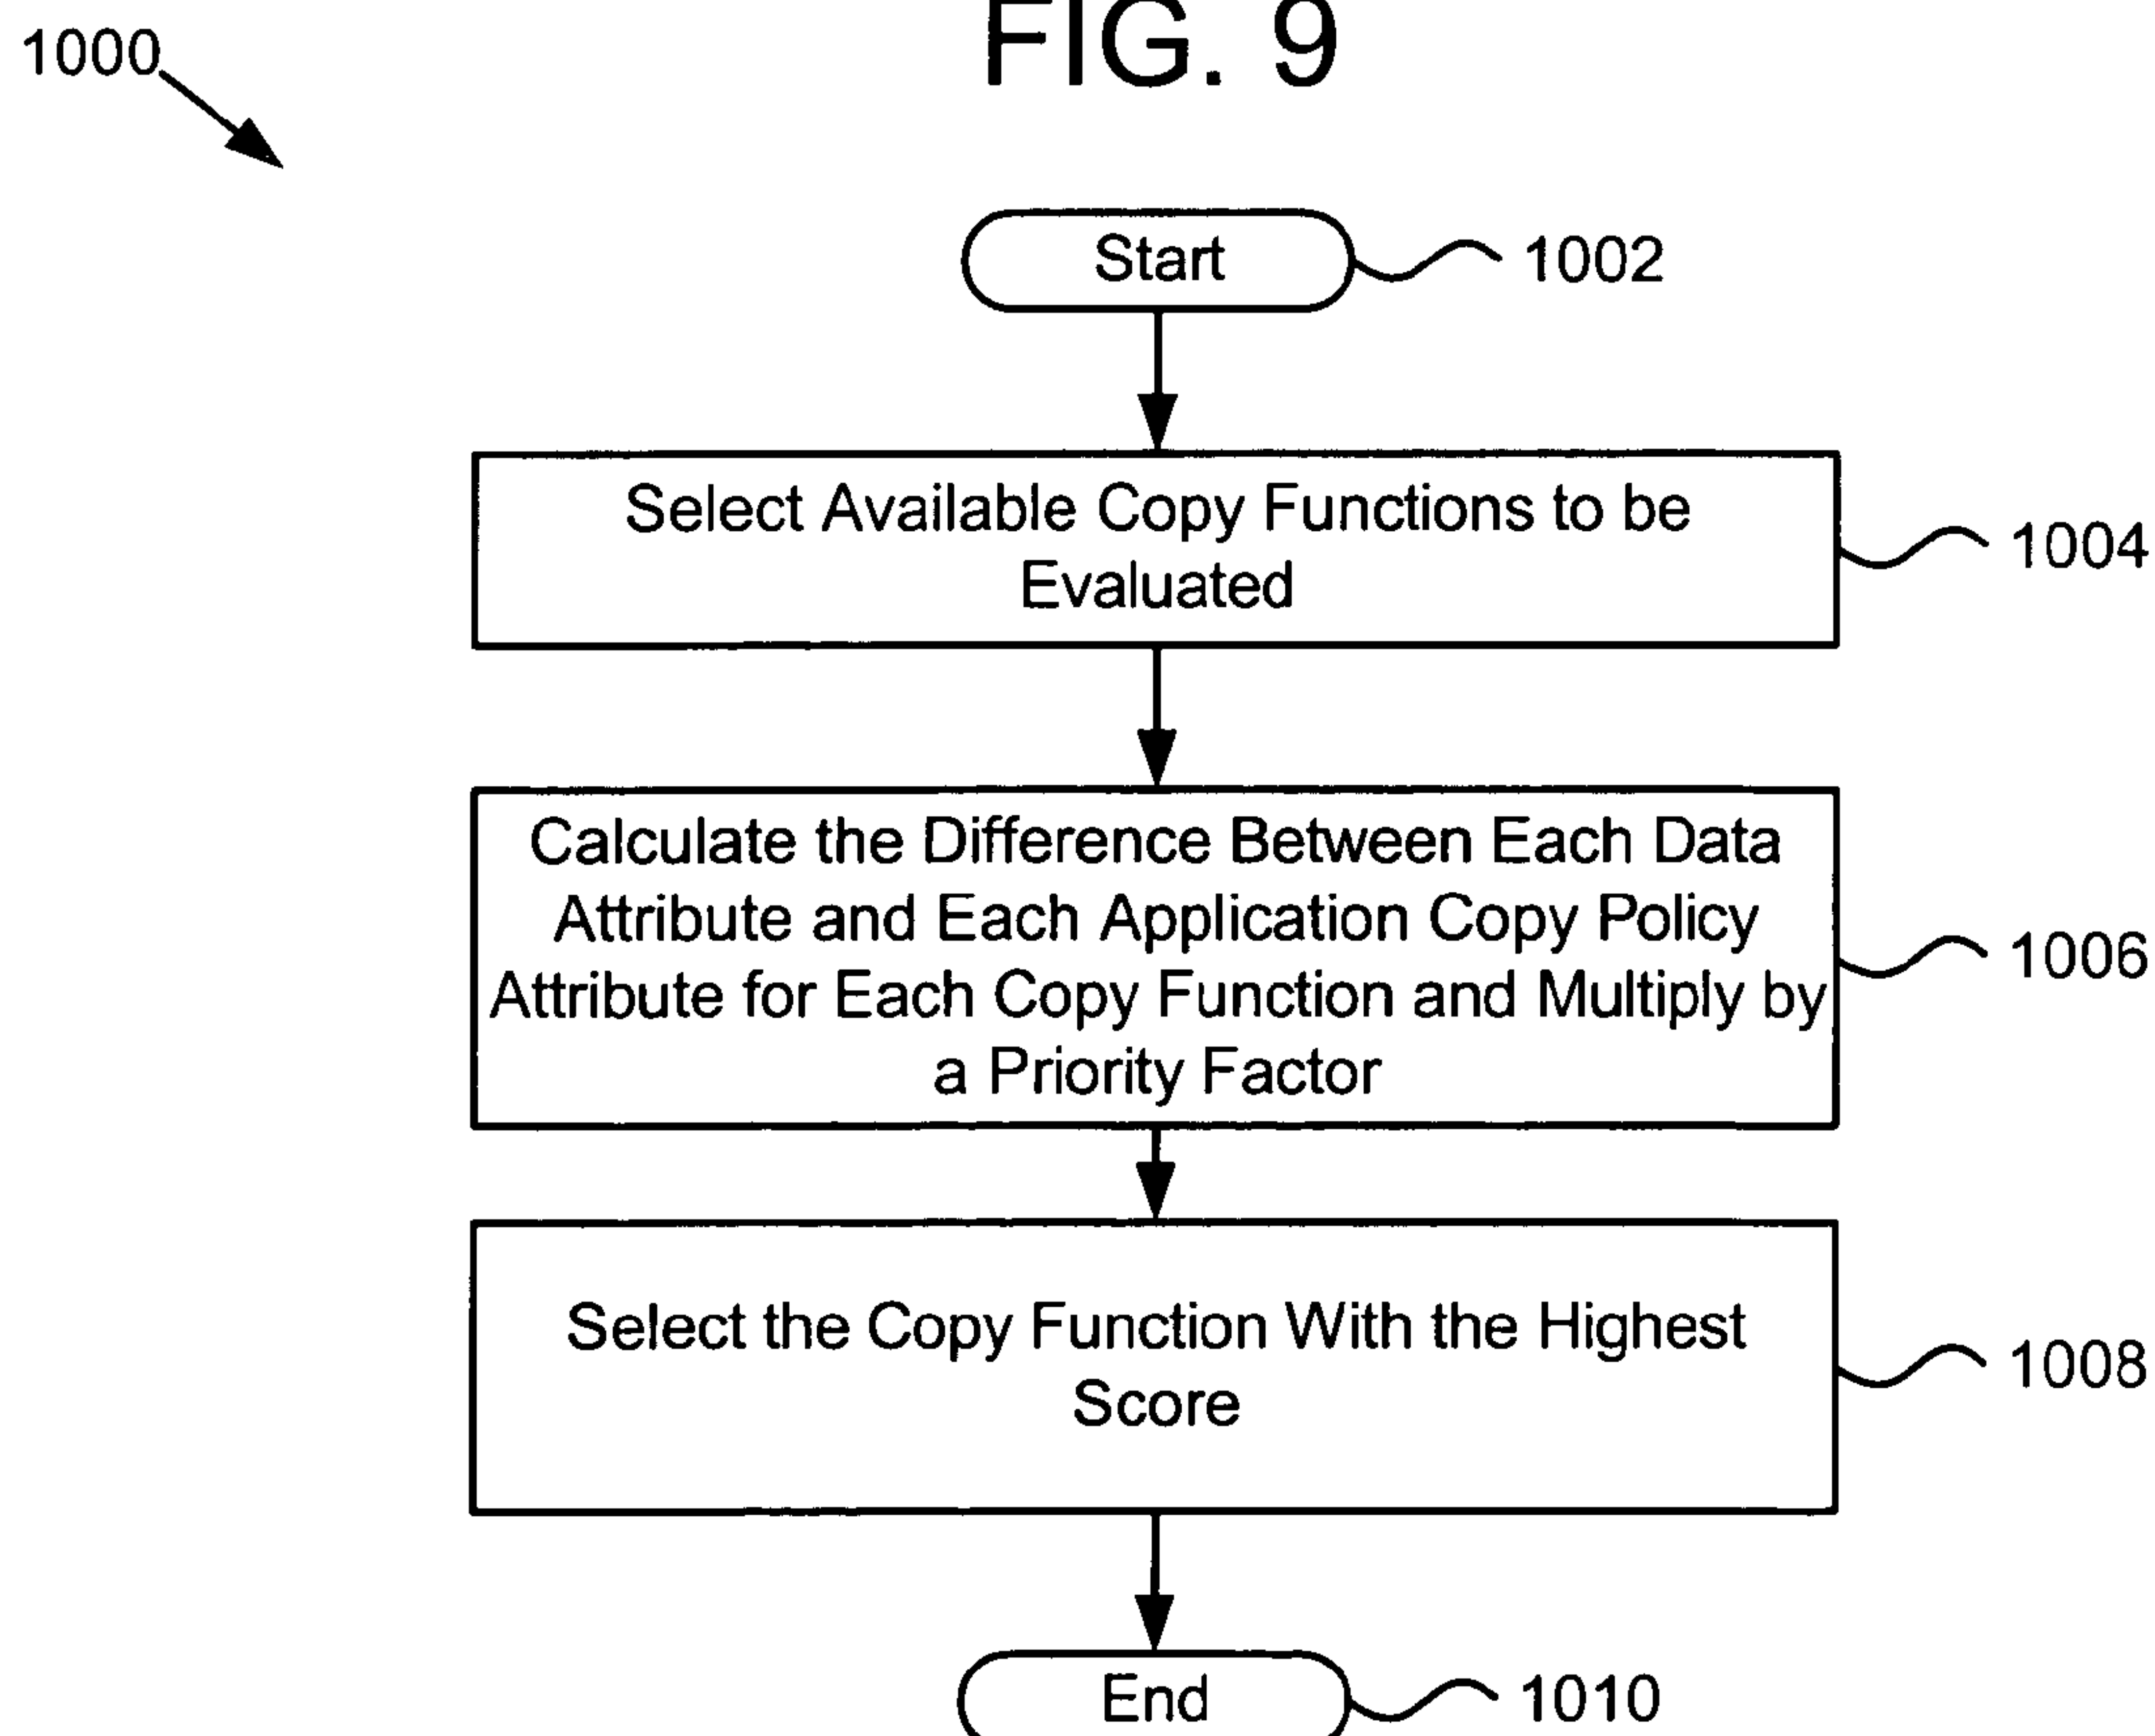 FIG. 9
1000
Start
1002
Select Available Copy Functions to be
Evaluated
1004
Calculate the Difference Between Each Data
Attribute and Each Application Copy Policy
Attribute for Each Copy Function and Multiply by
a Priority Factor
1006
Select the Copy Function With the Highest
Score
1008
End
1010